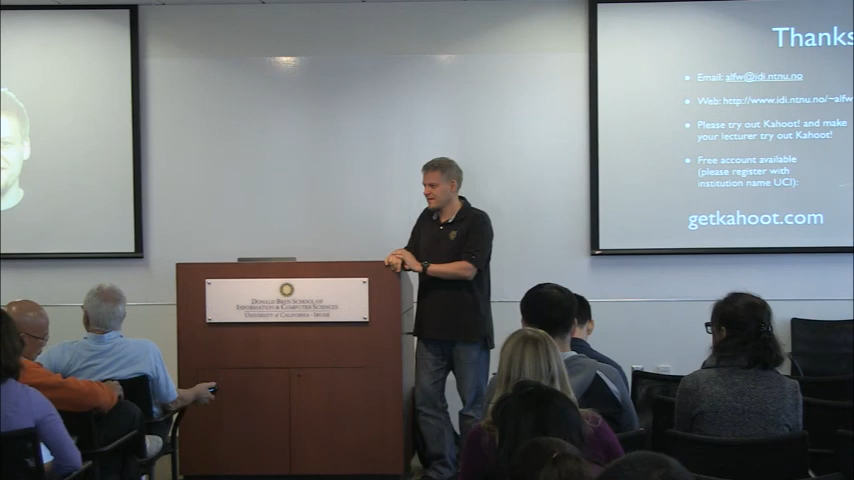 Thanks
• Email: alfw@idi.ntnu.no
• Web: http://www.idi.ntnu.no/~alfw
• Please try out Kahoot! and make
your lecturer try out Kahoot!
• Free account available
(please register with
institution name UCI):
getkahoot.com
DONALD BREN SCHOOL OF
INFORMATION & COMPUTER SCIENCES
UNIVERSITY OF CALIFORNIA • IRVINE